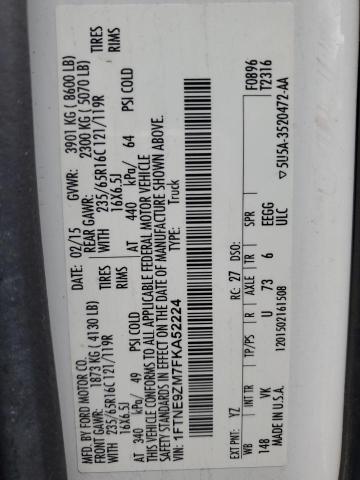 MFD. BY FORD MOTOR CO.
DATE: 02/15 GVWR: 3901 KG ( 8600 LB)
FRONT GAWR: 1873 KG ( 4130 LB) REAR GAWR: 2300 KG ( 5070 LB)
WITH 235/65R16C 121/119R TIRES WITH 235/65R16C 121/119R TIRES
16X6.5J RIMS 16X6.5J RIMS
AT 340 kPa/ 49 PSI COLD AT 440 kPa/ 64 PSI COLD
THIS VEHICLE CONFORMS TO ALL APPLICABLE FEDERAL MOTOR VEHICLE
SAFETY STANDARDS IN EFFECT ON THE DATE OF MANUFACTURE SHOWN ABOVE.
VIN: 1FTNE9ZM7FKA52224 TYPE: Truck
F0896
T2316
EXT PNT: YZ RC: 27 DSO:
WB INT TR TP/PS R AXLE TR SPR
148 VK U 73 6 EEGG
ULC
MADE IN U.S.A. 1201502161508 ▽ 5U5A-3520472-AA